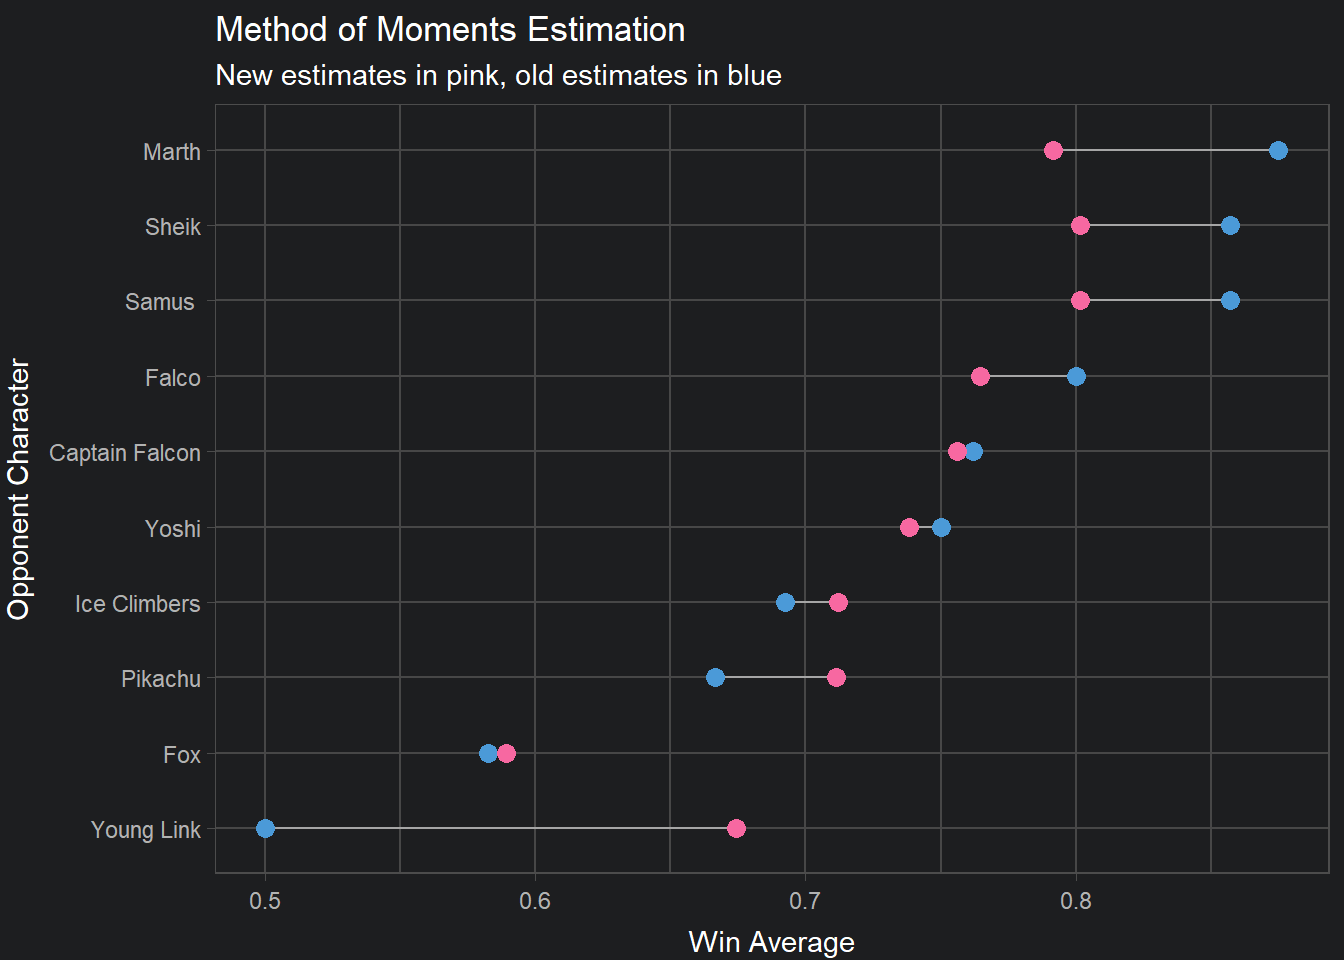 Method of Moments Estimation
New estimates in pink, old estimates in blue
Opponent Character
Marth
Sheik
Samus
Falco
Captain Falcon
Yoshi
Ice Climbers
Pikachu
Fox
Young Link
0.5 0.6 0.7 0.8
Win Average